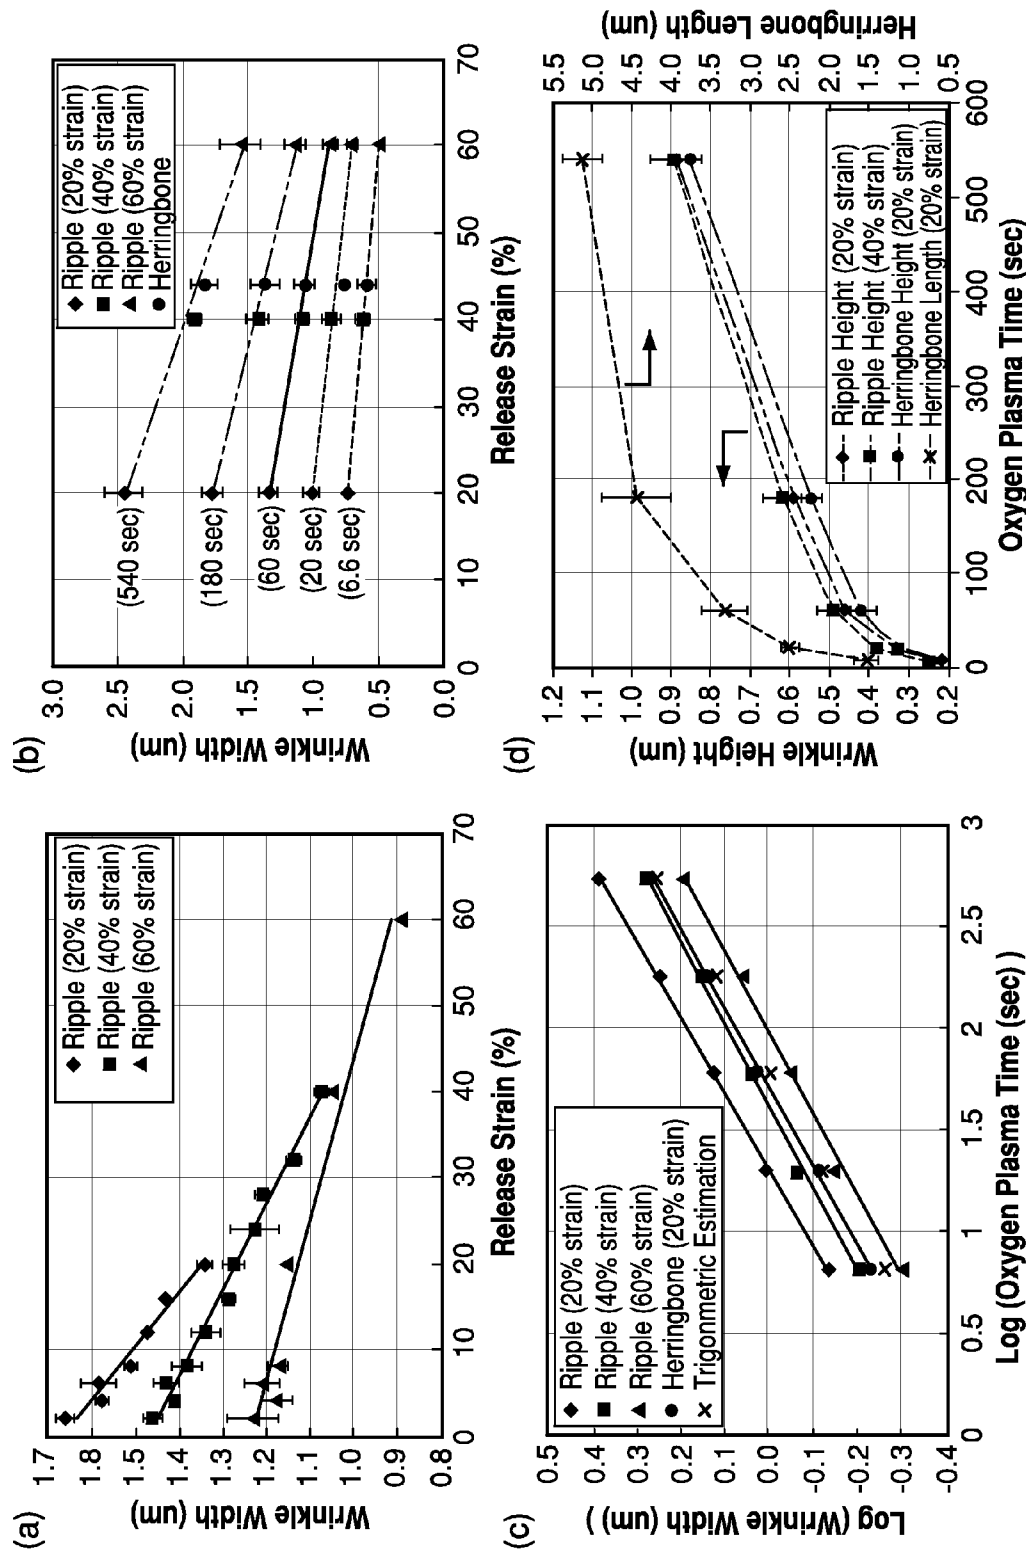 (a)
Wrinkle Width (um)
1.7
1.8
1.5
1.4
1.3
1.2
1.1
1.0
0.9
0.8
Ripple (20% strain)
Ripple (40% strain)
Ripple (60% strain)
0 10 20 30 40 50 60 70
Release Strain (%)
(b)
Wrinkle Width (um)
3.0
2.5
2.0
1.5
1.0
0.5
0.0
Ripple (20% strain)
Ripple (40% strain)
Ripple (60% strain)
Herringbone
(540 sec)
(180 sec)
(60 sec)
(20 sec)
(6.6 sec)
0 10 20 30 40 50 60 70
Release Strain (%)
(c)
Log (Wrinkle Width (um) )
0.5
0.4
0.2
0.2
0.1
0.0
-0.1
-0.2
-0.3
-0.4
Ripple (20% strain)
Ripple (40% strain)
Ripple (60% strain)
Herringbone (20% strain)
Trigonmetric Estimation
0 0.5 1 1.5 2 2.5 3
Log (Oxygen Plasma Time (sec) )
(d)
Wrinkle Height (um)
1.2
1.1
1.0
0.9
0.8
0.7
0.6
0.5
0.4
0.3
0.2
Ripple Height (20% strain)
Ripple Height (40% strain)
Herringbone Height (20% strain)
Herringbone Length (20% strain)
5.5
5.0
4.5
4.0
3.5
3.0
2.5
2.0
1.5
1.0
0.5
Herringbone Length (um)
0 100 200 300 400 500 600
Oxygen Plasma Time (sec)